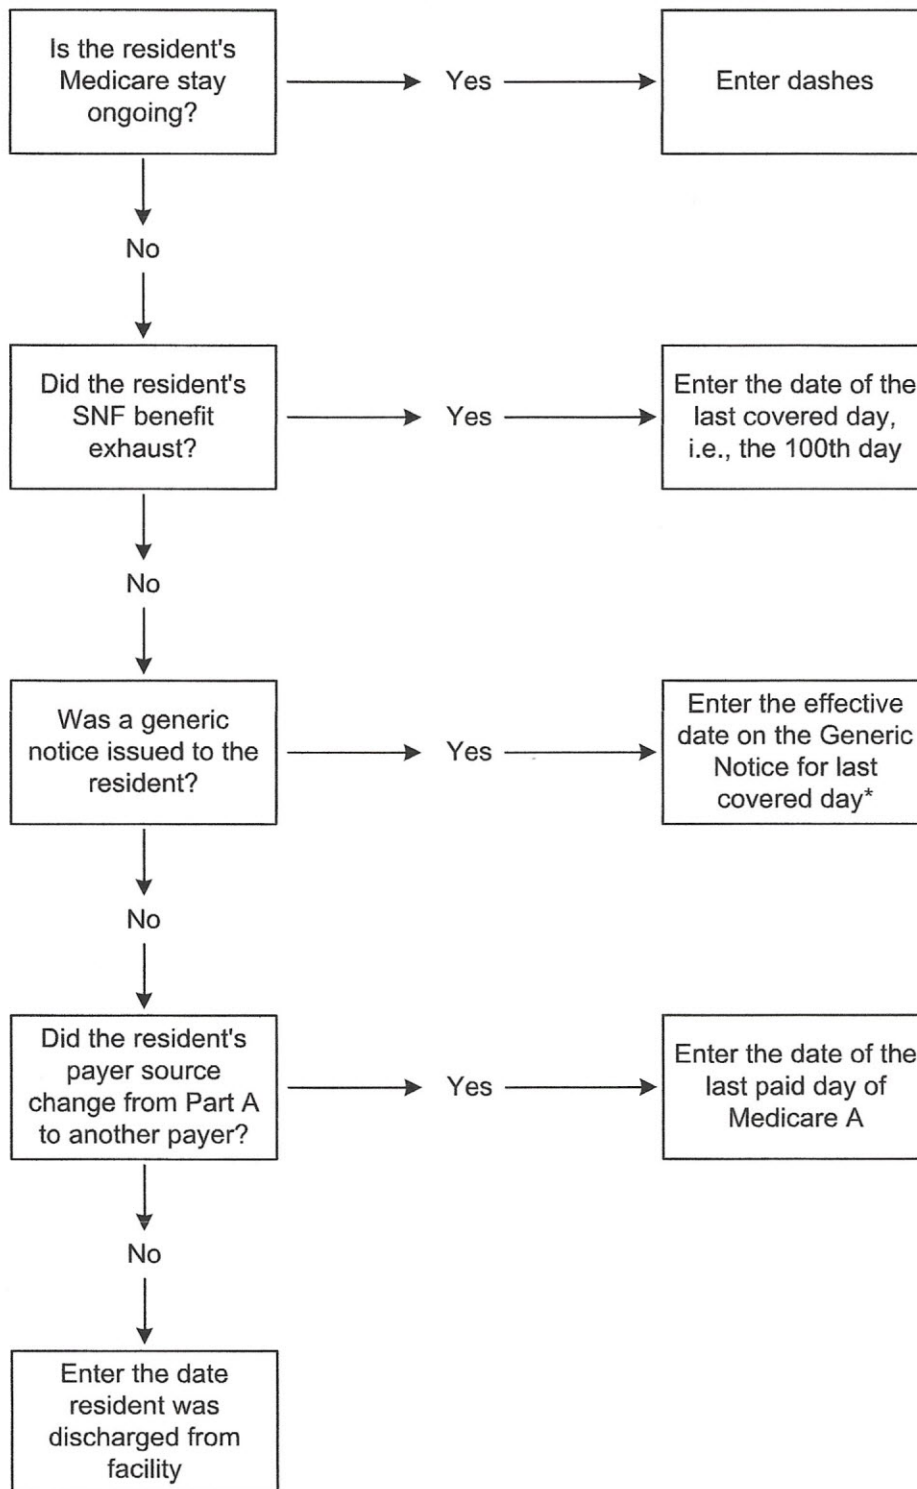 Is the resident's
Medicare stay
ongoing?
Yes
Enter dashes
No
Did the resident's
SNF benefit
exhaust?
Yes
Enter the date of the
last covered day,
i.e., the 100th day
No
Was a generic
notice issued to the
resident?
Yes
Enter the effective
date on the Generic
Notice for last
covered day*
No
Did the resident's
payer source
change from Part A
to another payer?
Yes
Enter the date of the
last paid day of
Medicare A
No
Enter the date
resident was
discharged from
facility